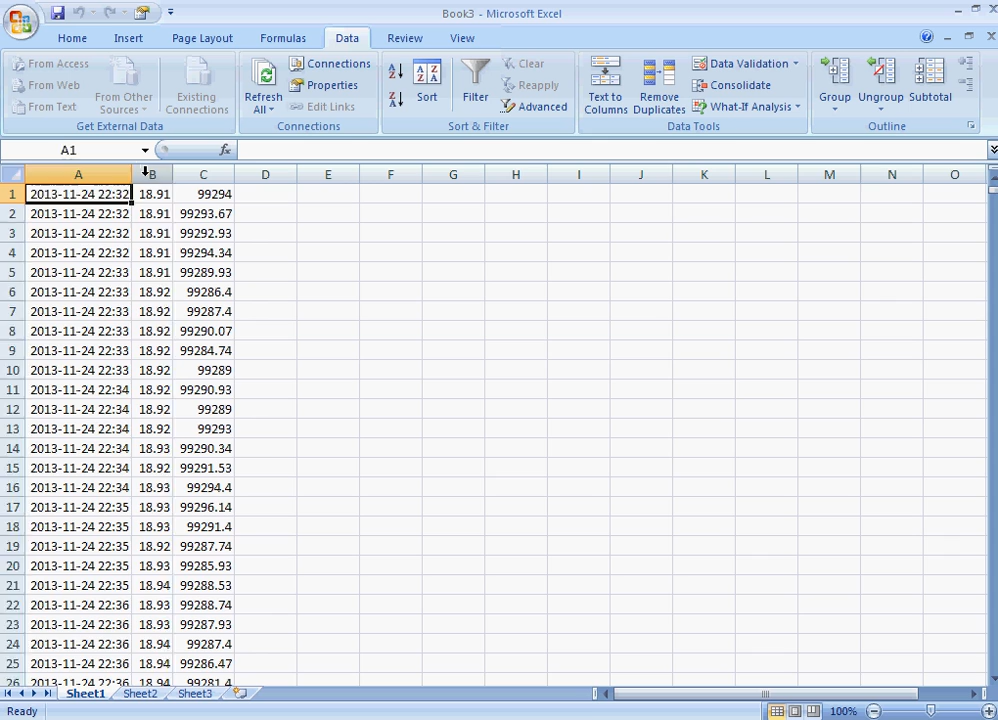 Book3 - Microsoft Excel
Home Insert Page Layout Formulas Data Review View
From Access
From Web
From Text
From Other Sources
Existing Connections
Get External Data
Refresh All
Connections
Properties
Edit Links
Connections
Sort
Filter
Clear
Reapply
Advanced
Sort & Filter
Text to Columns
Remove Duplicates
Data Validation
Consolidate
What-If Analysis
Data Tools
Group
Ungroup
Subtotal
Outline
A1 fx
A B C D E F G H I J K L M N O
1 2013-11-24 22:32 18.91 99294
2 2013-11-24 22:32 18.91 99293.67
3 2013-11-24 22:32 18.91 99292.93
4 2013-11-24 22:32 18.91 99294.34
5 2013-11-24 22:33 18.91 99289.93
6 2013-11-24 22:33 18.92 99286.4
7 2013-11-24 22:33 18.92 99287.4
8 2013-11-24 22:33 18.92 99290.07
9 2013-11-24 22:33 18.92 99284.74
10 2013-11-24 22:33 18.92 99289
11 2013-11-24 22:34 18.92 99290.93
12 2013-11-24 22:34 18.92 99289
13 2013-11-24 22:34 18.92 99293
14 2013-11-24 22:34 18.93 99290.34
15 2013-11-24 22:34 18.92 99291.53
16 2013-11-24 22:34 18.93 99294.4
17 2013-11-24 22:35 18.93 99296.14
18 2013-11-24 22:35 18.93 99291.4
19 2013-11-24 22:35 18.92 99287.74
20 2013-11-24 22:35 18.93 99285.93
21 2013-11-24 22:35 18.94 99288.53
22 2013-11-24 22:36 18.93 99288.74
23 2013-11-24 22:36 18.93 99287.93
24 2013-11-24 22:36 18.94 99287.4
25 2013-11-24 22:36 18.94 99286.47
26 2013-11-24 22:36 18.94 99281.4
Sheet1 Sheet2 Sheet3
Ready 100%